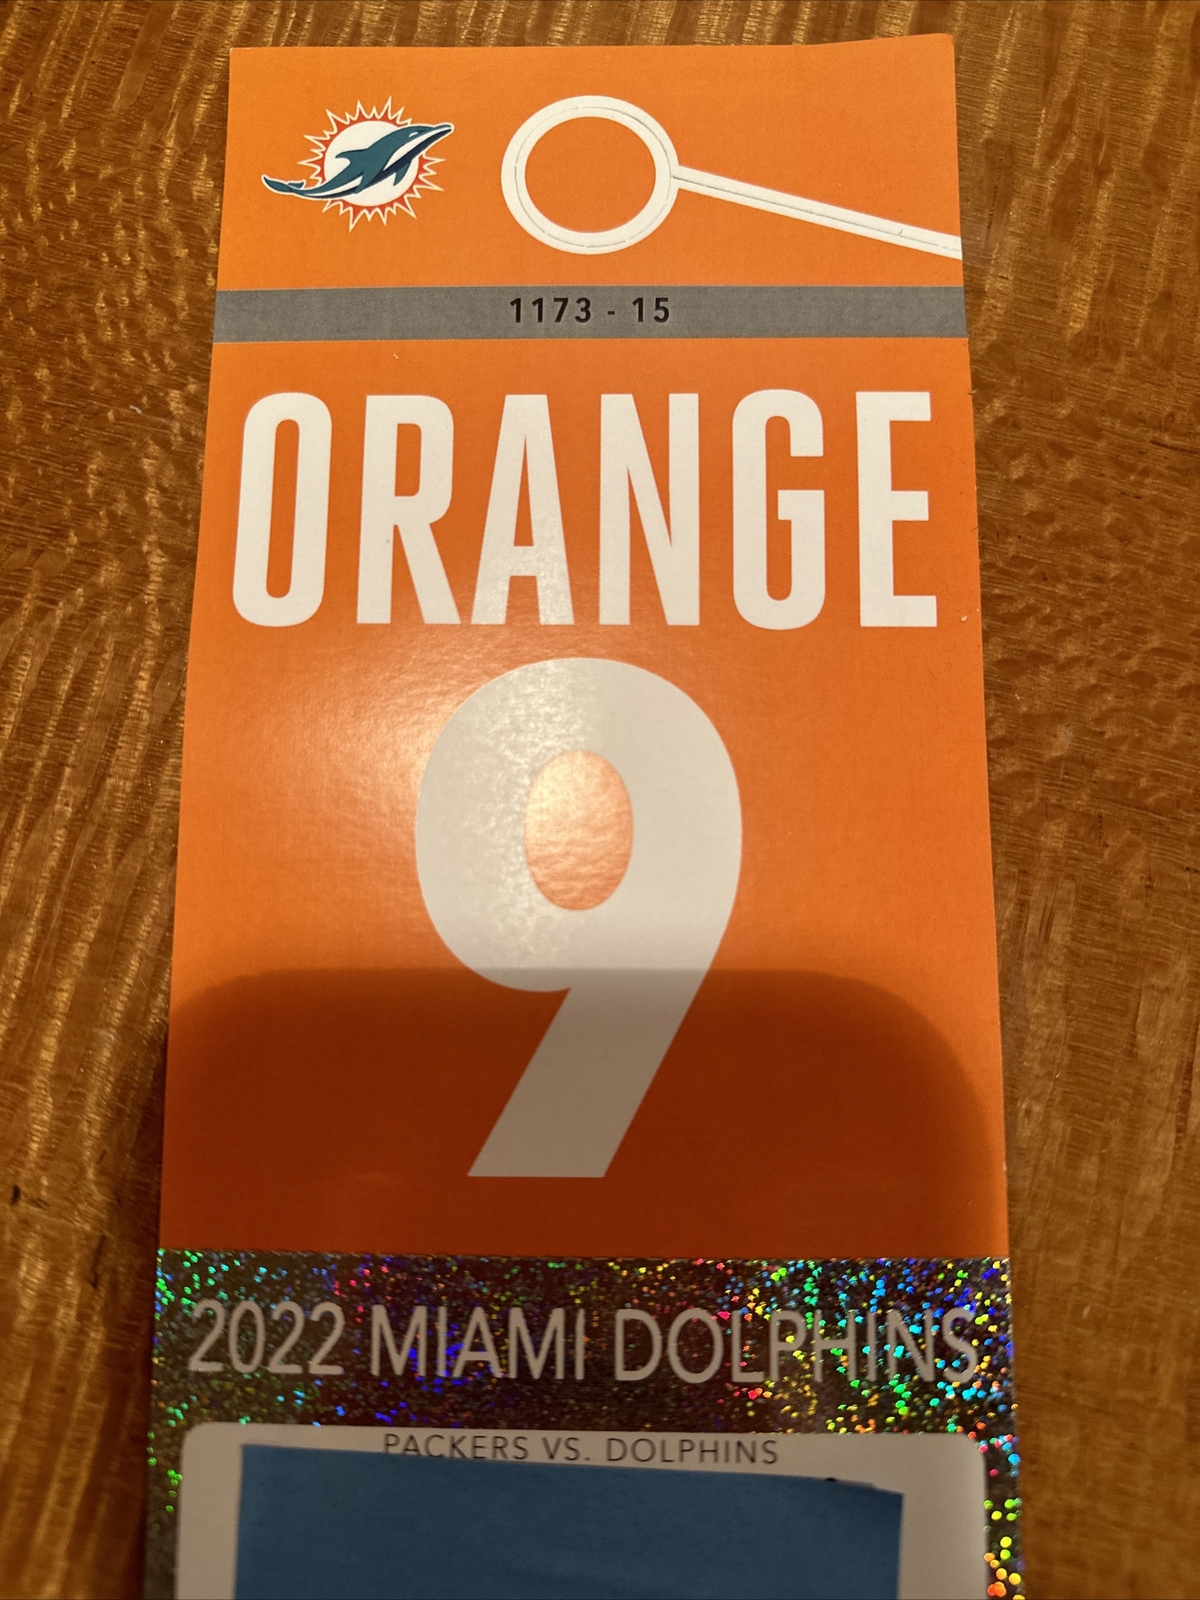 1173 - 15
ORANGE
9
2022 MIAMI DOLPHINS
PACKERS VS. DOLPHINS